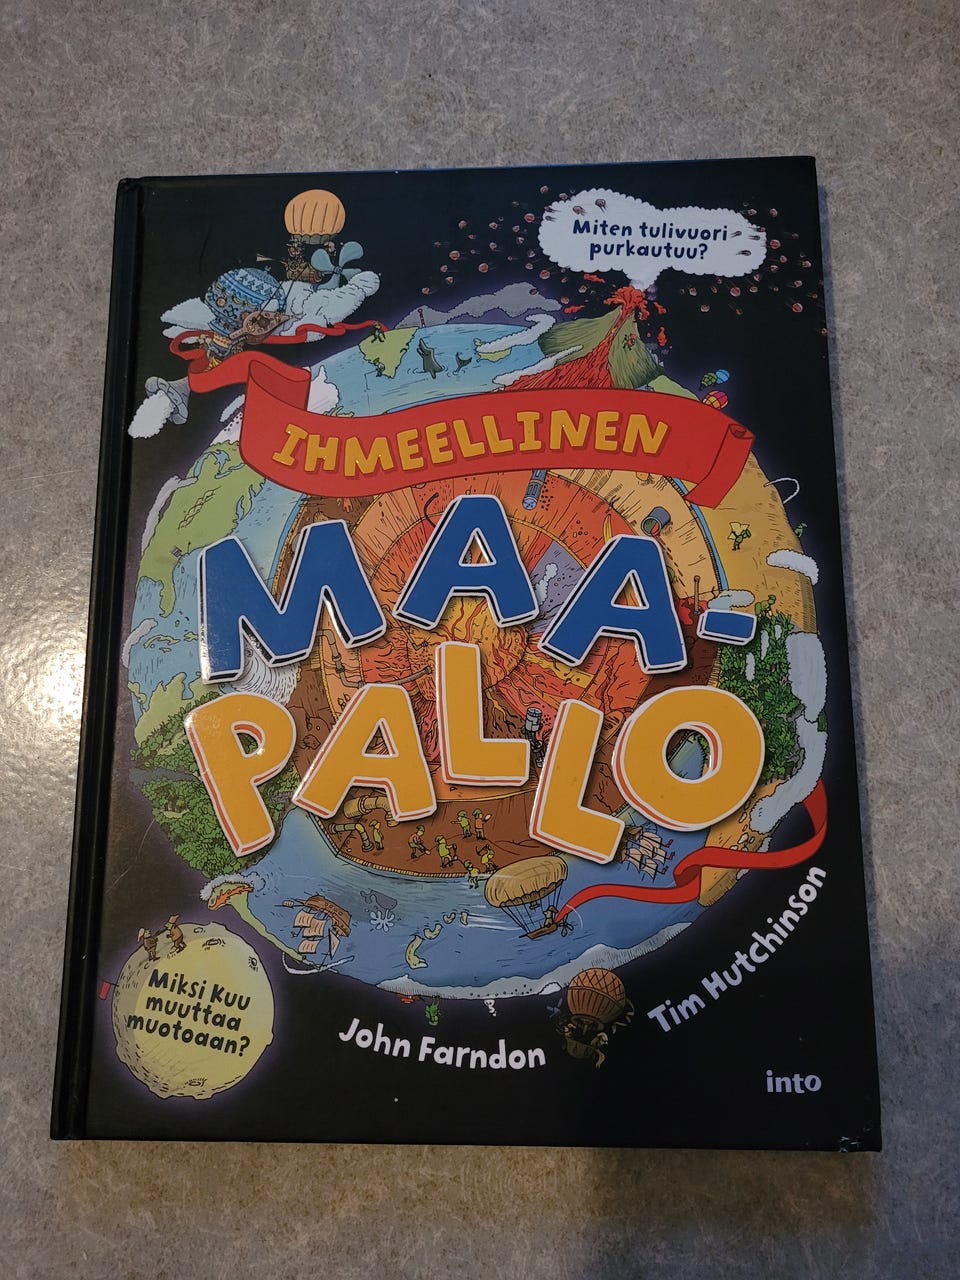 Miten tulivuori
purkautuu?
IHMEELLINEN
MAA-
PALLO
Miksi Kuu
muuttaa
muotoaan?
John Farndon
Tim Hutchinson
into